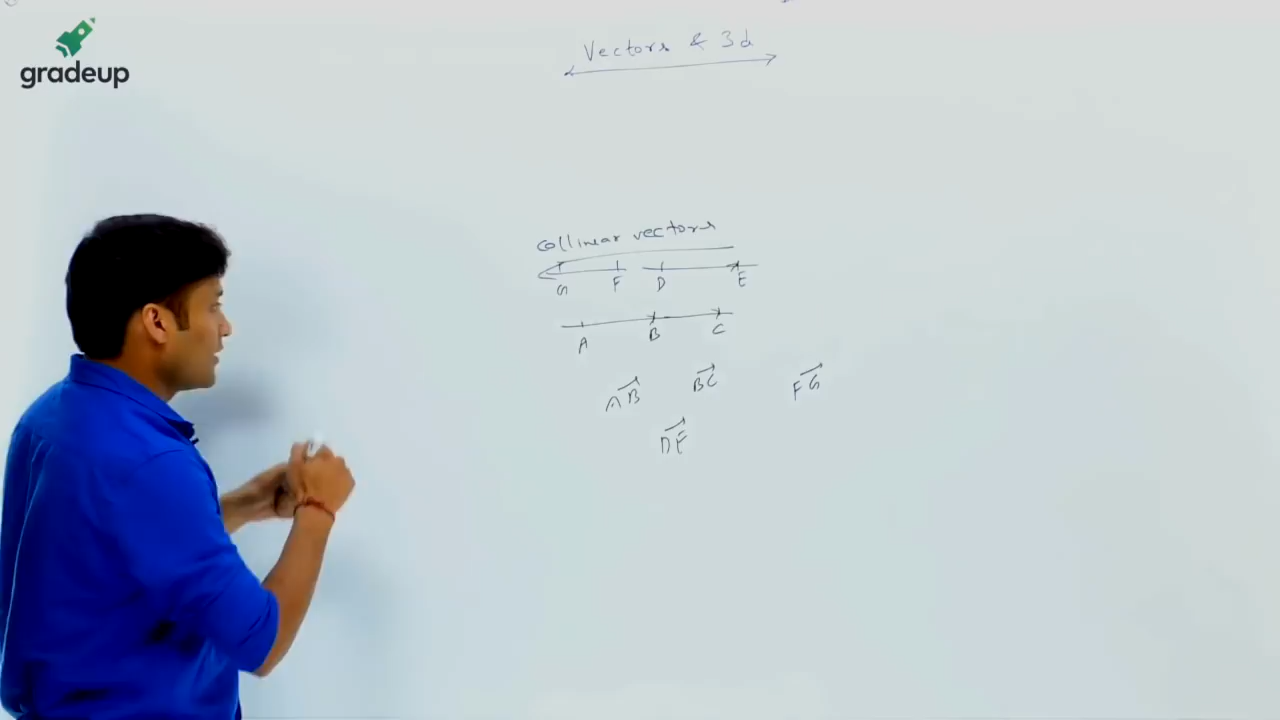 gradeup
Vectors & 3d
collinear vectors
G F D E
A B C
AB BC FG
DE